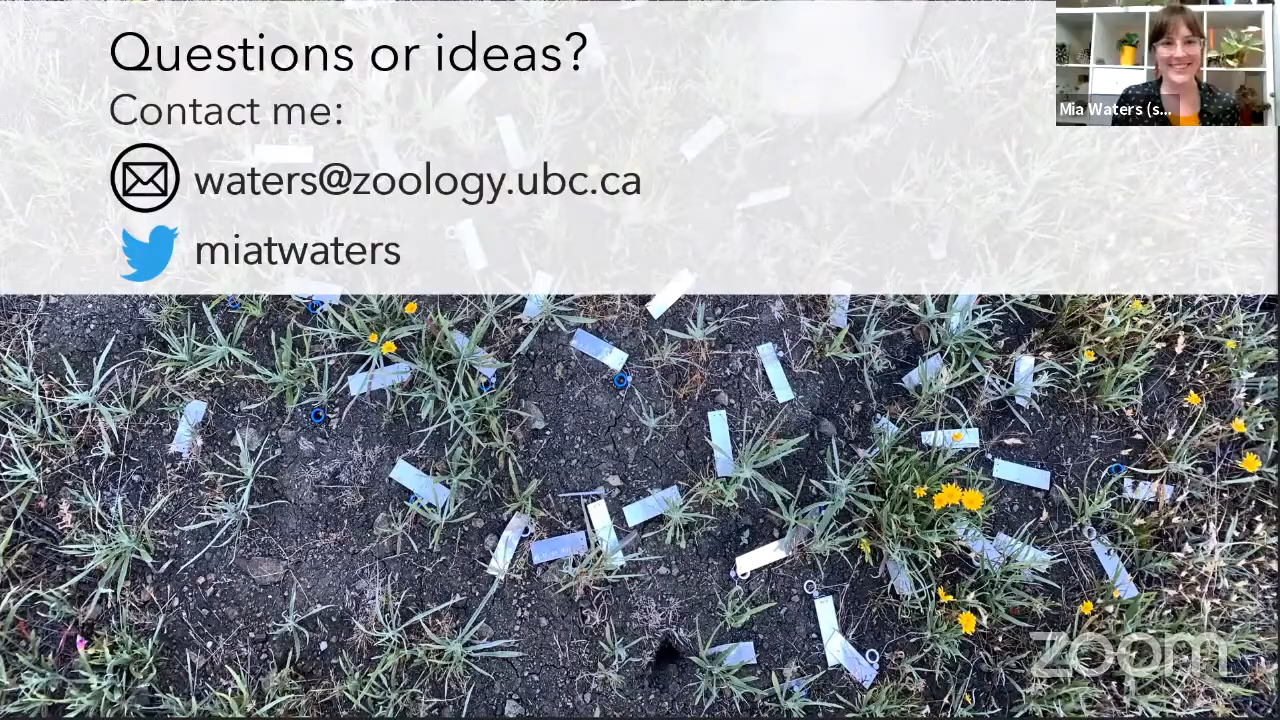 Questions or ideas?
Contact me:
waters@zoology.ubc.ca
miatwaters
Mia Waters (s...
zoom